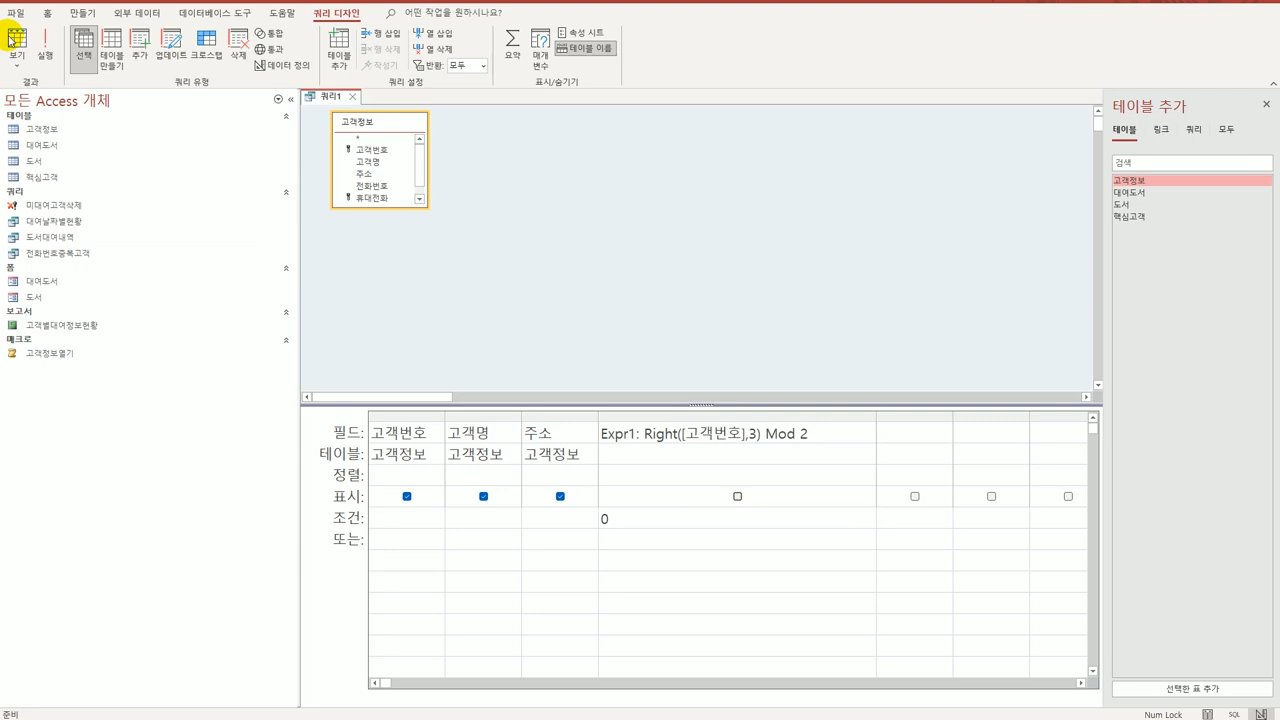 파일 홈 만들기 외부 데이터 데이터베이스 도구 도움말 쿼리 디자인 어떤 작업을 원하시나요?
보기 실행 선택 테이블 만들기 추가 업데이트 크로스탭 삭제 통합 통과 데이터 정의 테이블 추가 행 삽입 행 삭제 작성기 열 삽입 열 삭제 반환: 모두 요약 매개 변수 속성 시트 테이블 이름
결과 쿼리 유형 쿼리 설정 표시/숨기기
모든 Access 개체
테이블
고객정보
대여도서
도서
핵심고객
쿼리
미대여고객삭제
대여날짜별현황
도서대여내역
전화번호중복고객
폼
대여도서
도서
보고서
고객별대여정보현황
매크로
고객정보열기
쿼리1
고객정보
*
고객번호
고객명
주소
전화번호
휴대전화
필드: 고객번호 고객명 주소 Expr1: Right([고객번호],3) Mod 2
테이블: 고객정보 고객정보 고객정보
정렬:
표시:
조건: 0
또는:
테이블 추가
테이블 링크 쿼리 모두
검색
고객정보
대여도서
도서
핵심고객
선택한 표 추가
준비 Num Lock SQL